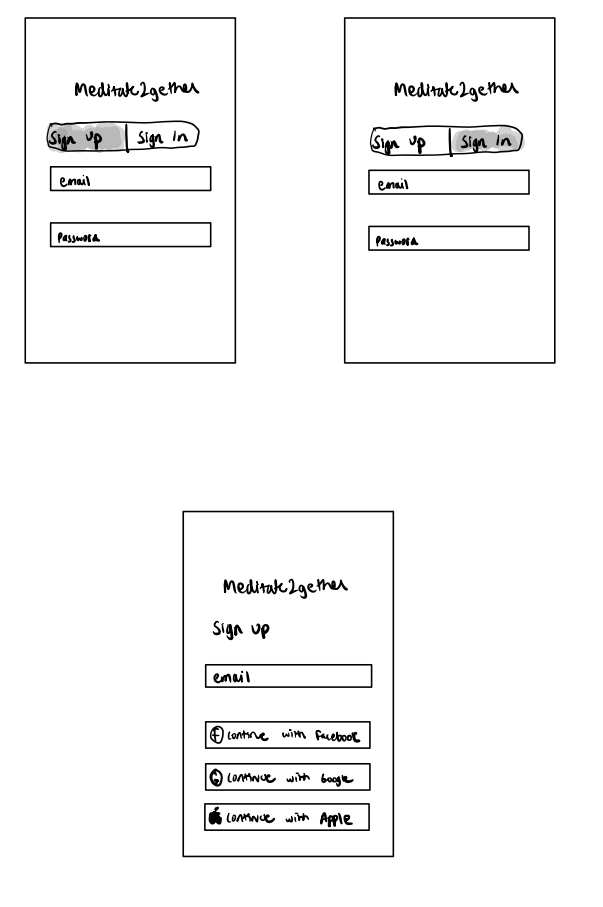 Meditate2gether
Sign Up Sign In
email
Password
Meditate2gether
Sign Up Sign In
email
Password
Meditate2gether
Sign Up
email
f Continue with Facebook
G Continue with Google
Continue with Apple